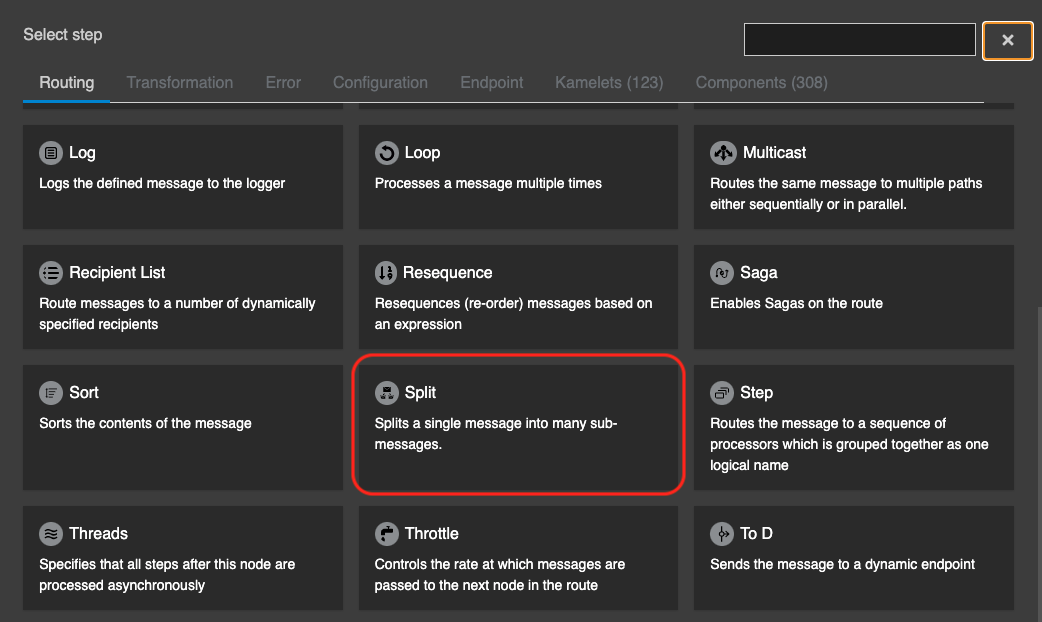 Select step
Routing Transformation Error Configuration Endpoint Kamelets (123) Components (308)
Log
Logs the defined message to the logger
Loop
Processes a message multiple times
Multicast
Routes the same message to multiple paths
either sequentially or in parallel.
Recipient List
Route messages to a number of dynamically
specified recipients
Resequence
Resequences (re-order) messages based on
an expression
Saga
Enables Sagas on the route
Sort
Sorts the contents of the message
Split
Splits a single message into many sub-
messages.
Step
Routes the message to a sequence of
processors which is grouped together as one
logical name
Threads
Specifies that all steps after this node are
processed asynchronously
Throttle
Controls the rate at which messages are
passed to the next node in the route
To D
Sends the message to a dynamic endpoint